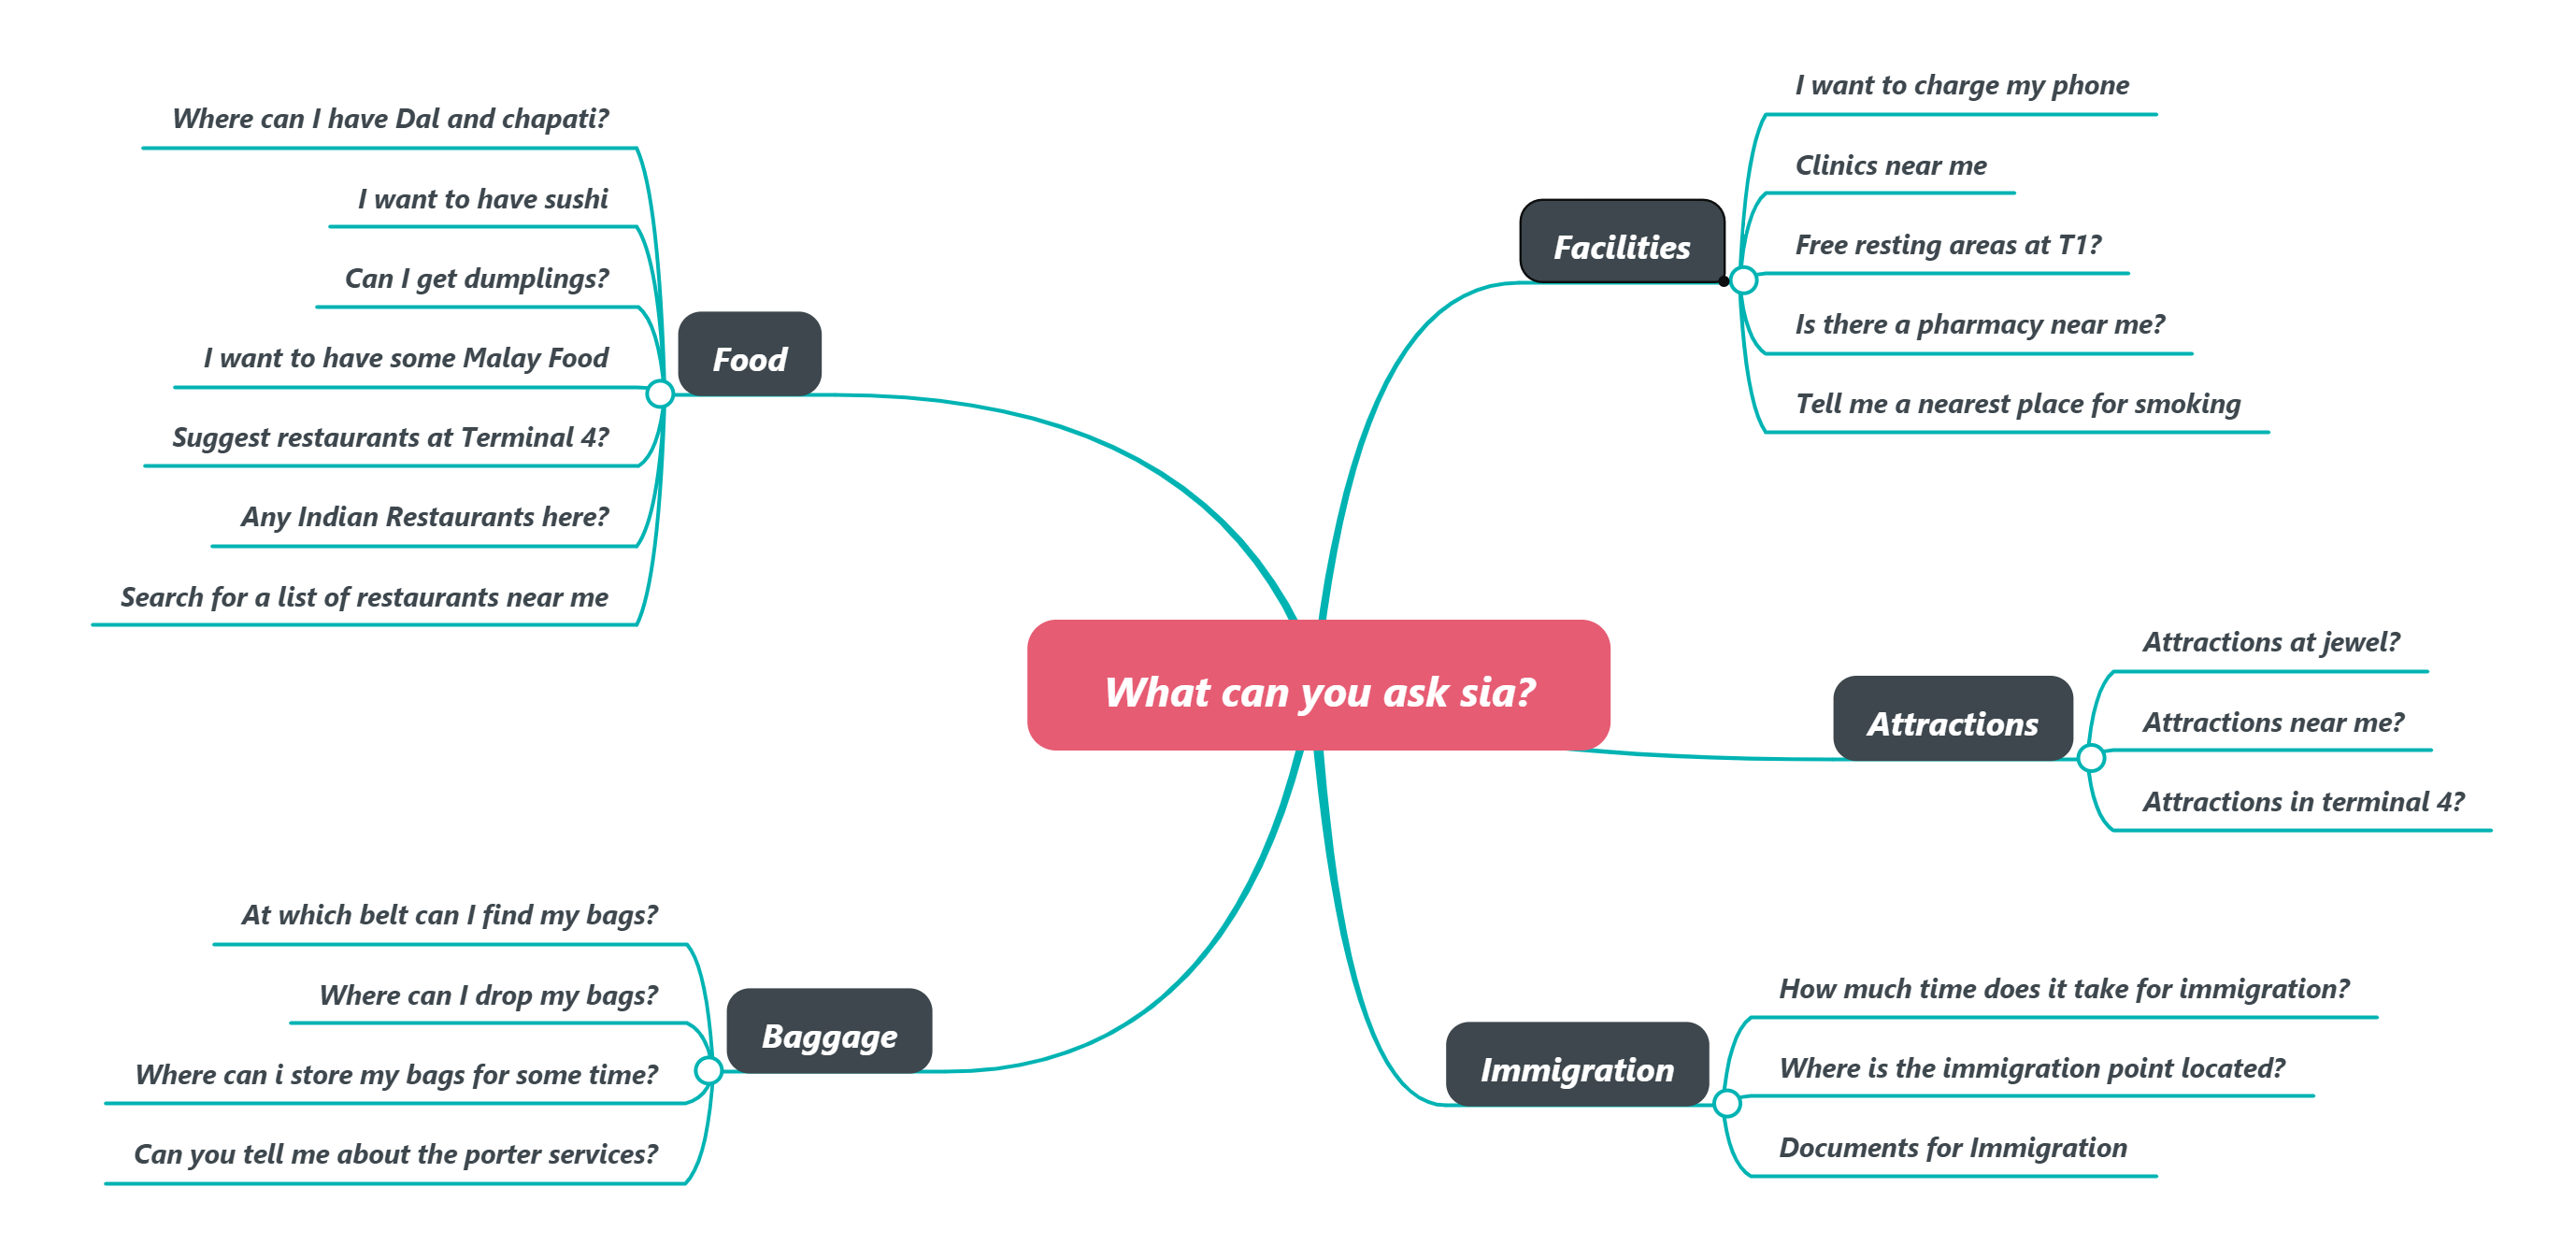 What can you ask sia?
Food
Where can I have Dal and chapati?
I want to have sushi
Can I get dumplings?
I want to have some Malay Food
Suggest restaurants at Terminal 4?
Any Indian Restaurants here?
Search for a list of restaurants near me
Baggage
At which belt can I find my bags?
Where can I drop my bags?
Where can i store my bags for some time?
Can you tell me about the porter services?
Facilities
I want to charge my phone
Clinics near me
Free resting areas at T1?
Is there a pharmacy near me?
Tell me a nearest place for smoking
Attractions
Attractions at jewel?
Attractions near me?
Attractions in terminal 4?
Immigration
How much time does it take for immigration?
Where is the immigration point located?
Documents for Immigration